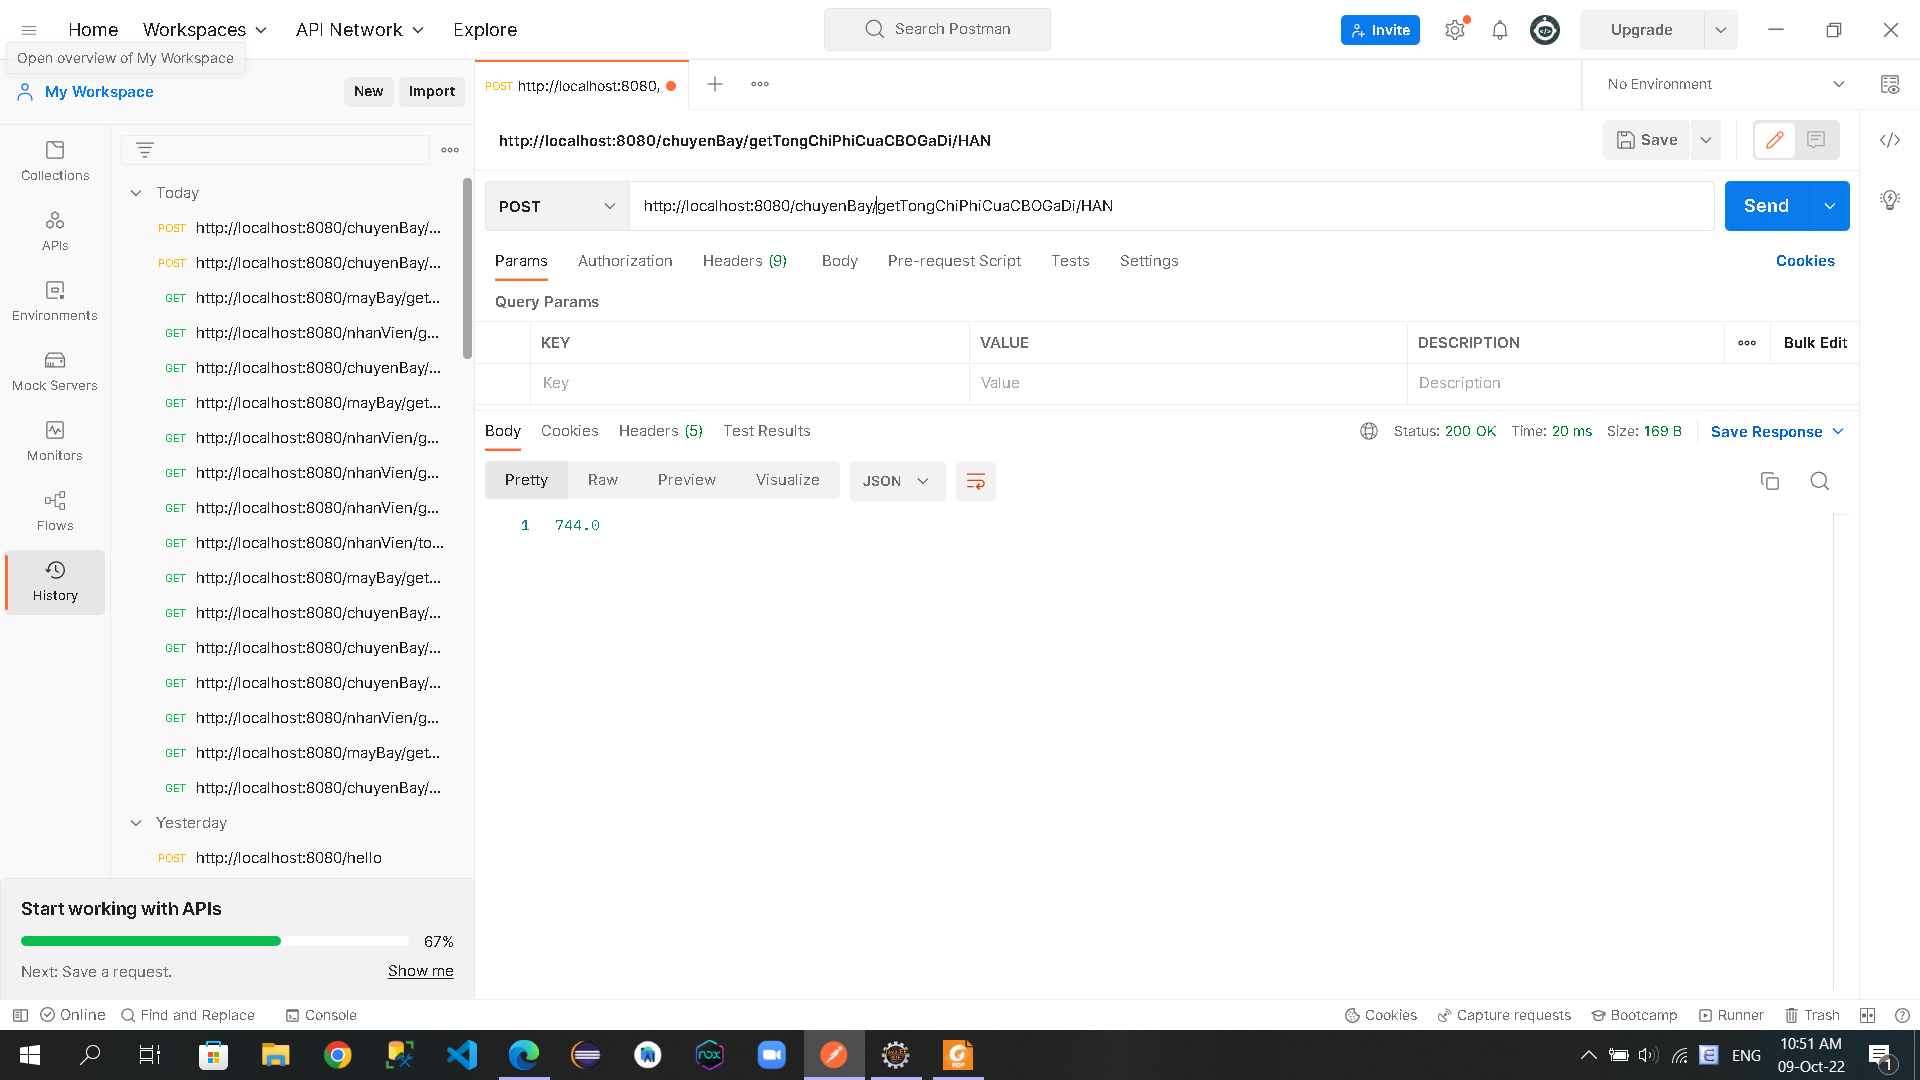 Home
Workspaces
API Network
Explore
Search Postman
Invite
Upgrade
Open overview of My Workspace
My Workspace
New
Import
POST http://localhost:8080,
No Environment
http://localhost:8080/chuyenBay/getTongChiPhiCuaCBOGaDi/HAN
Save
POST
http://localhost:8080/chuyenBay/getTongChiPhiCuaCBOGaDi/HAN
Send
Params
Authorization
Headers (9)
Body
Pre-request Script
Tests
Settings
Cookies
Query Params
KEY
VALUE
DESCRIPTION
Bulk Edit
Key
Value
Description
Body
Cookies
Headers (5)
Test Results
Status: 200 OK
Time: 20 ms
Size: 169 B
Save Response
Pretty
Raw
Preview
Visualize
JSON
1 744.0
Collections
APIs
Environments
Mock Servers
Monitors
Flows
History
Today
POST http://localhost:8080/chuyenBay/...
POST http://localhost:8080/chuyenBay/...
GET http://localhost:8080/mayBay/get...
GET http://localhost:8080/nhanVien/g...
GET http://localhost:8080/chuyenBay/...
GET http://localhost:8080/mayBay/get...
GET http://localhost:8080/nhanVien/g...
GET http://localhost:8080/nhanVien/g...
GET http://localhost:8080/nhanVien/g...
GET http://localhost:8080/nhanVien/to...
GET http://localhost:8080/mayBay/get...
GET http://localhost:8080/chuyenBay/...
GET http://localhost:8080/chuyenBay/...
GET http://localhost:8080/chuyenBay/...
GET http://localhost:8080/nhanVien/g...
GET http://localhost:8080/mayBay/get...
GET http://localhost:8080/chuyenBay/...
Yesterday
POST http://localhost:8080/hello
Start working with APIs
67%
Next: Save a request.
Show me
Online
Find and Replace
Console
Cookies
Capture requests
Bootcamp
Runner
Trash
ENG
10:51 AM
09-Oct-22
1